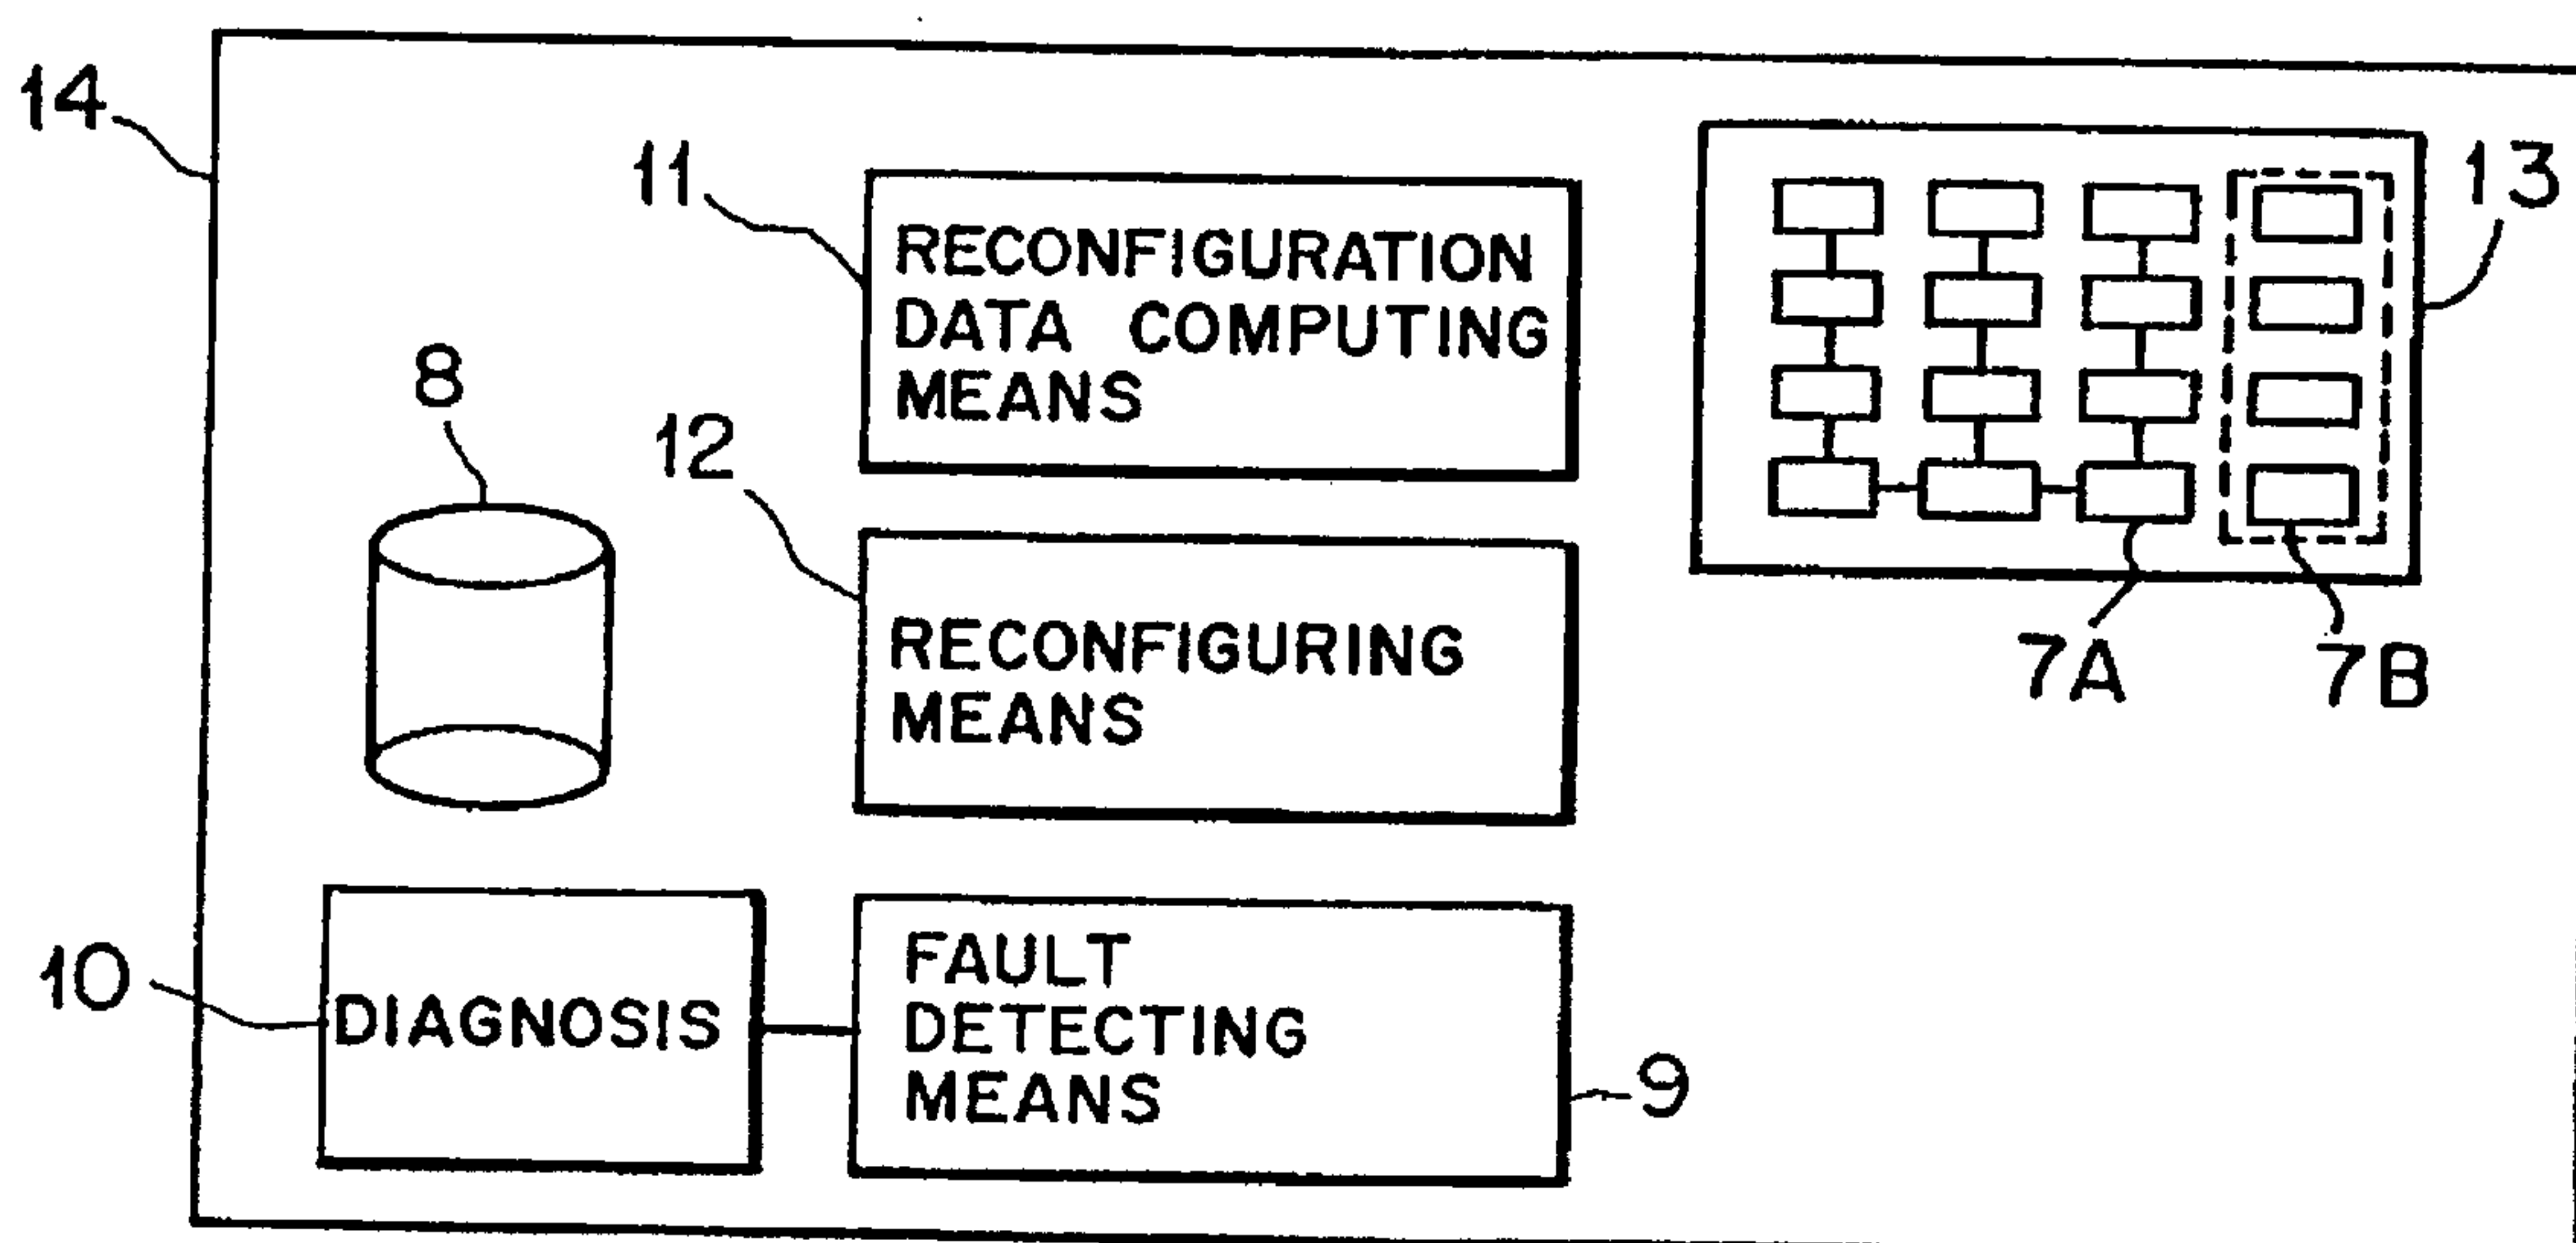 14
11
RECONFIGURATION
DATA COMPUTING
MEANS
13
8
12
RECONFIGURING
MEANS
7A
7B
10
DIAGNOSIS
FAULT
DETECTING
MEANS
9